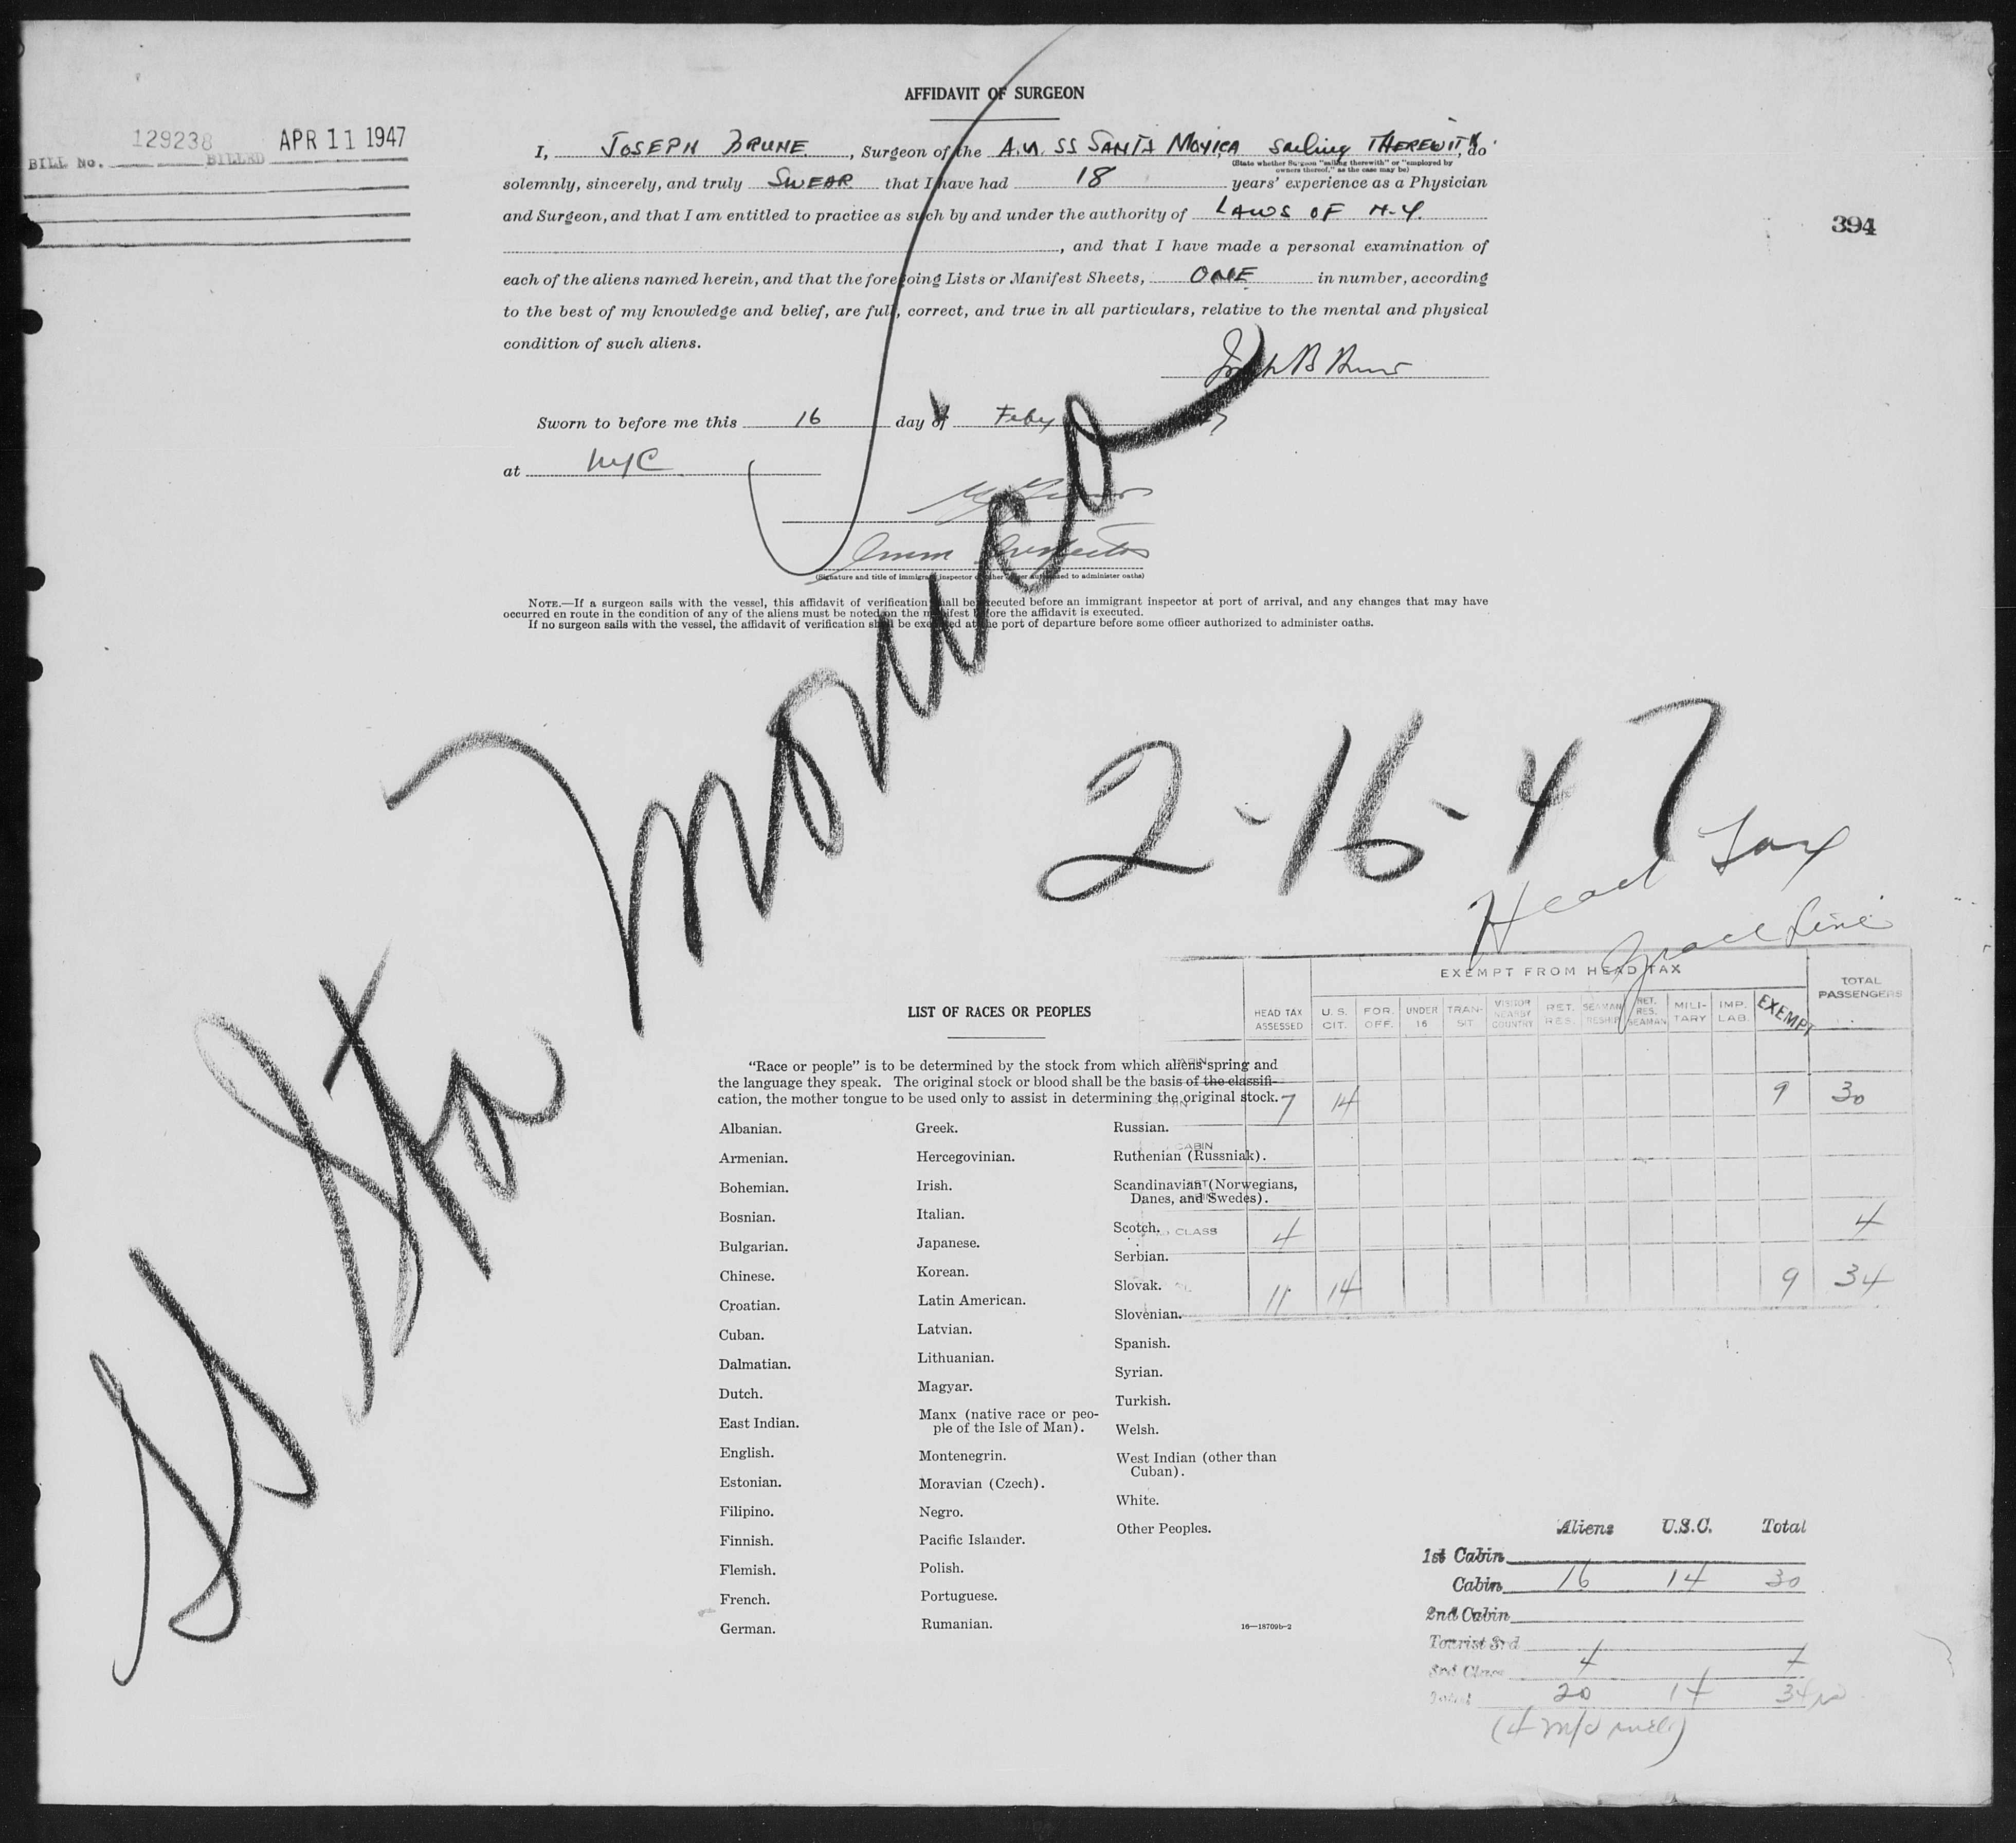 AFFIDAVIT OF SURGEON
129238 APR 11 1947
BILL No. BILLED
I, JOSEPH BRUNE, Surgeon of the A.M. SS SANTA MONICA sailing THEREWITH, do
(State whether Surgeon "sailing therewith" or "employed by
owners thereof," as the case may be)
solemnly, sincerely, and truly SWEAR that I have had 18 years' experience as a Physician
and Surgeon, and that I am entitled to practice as such by and under the authority of LAWS OF N.Y.
, and that I have made a personal examination of
394
each of the aliens named herein, and that the foregoing Lists or Manifest Sheets, ONE in number, according
to the best of my knowledge and belief, are full, correct, and true in all particulars, relative to the mental and physical
condition of such aliens.
Sworn to before me this 16 day of Feby
at NYC
Imm Inspector
(Signature and title of immigrant inspector or other officer authorized to administer oaths)
NOTE.—If a surgeon sails with the vessel, this affidavit of verification shall be executed before an immigrant inspector at port of arrival, and any changes that may have
occurred en route in the condition of any of the aliens must be noted on the manifest before the affidavit is executed.
If no surgeon sails with the vessel, the affidavit of verification shall be executed at the port of departure before some officer authorized to administer oaths.
SS Sta Monica
2-16-47
Head Tax
Grace Line
EXEMPT FROM HEAD TAX
HEAD TAX ASSESSED U.S. CIT. FOR. OFF. UNDER 16 TRAN-SIT VISITOR NEARBY COUNTRY RET. RES. SEAMAN RESHIP RET. RES. SEAMAN MILI-TARY IMP. LAB. EXEMPT TOTAL PASSENGERS
7 14 9 30
CABIN
CLASS 4 4
11 14 9 34
LIST OF RACES OR PEOPLES
"Race or people" is to be determined by the stock from which aliens spring and
the language they speak. The original stock or blood shall be the basis of the classifi-
cation, the mother tongue to be used only to assist in determining the original stock.
Albanian.
Armenian.
Bohemian.
Bosnian.
Bulgarian.
Chinese.
Croatian.
Cuban.
Dalmatian.
Dutch.
East Indian.
English.
Estonian.
Filipino.
Finnish.
Flemish.
French.
German.
Greek.
Hercegovinian.
Irish.
Italian.
Japanese.
Korean.
Latin American.
Latvian.
Lithuanian.
Magyar.
Manx (native race or peo-
ple of the Isle of Man).
Montenegrin.
Moravian (Czech).
Negro.
Pacific Islander.
Polish.
Portuguese.
Rumanian.
Russian.
Ruthenian (Russniak).
Scandinavian (Norwegians,
Danes, and Swedes).
Scotch.
Serbian.
Slovak.
Slovenian.
Spanish.
Syrian.
Turkish.
Welsh.
West Indian (other than
Cuban).
White.
Other Peoples.
16—18709b-2
Aliens U.S.C. Total
1st Cabin
Cabin 16 14 30
2nd Cabin
Tourist 3rd
3rd Class 4 4
Total 20 14 34